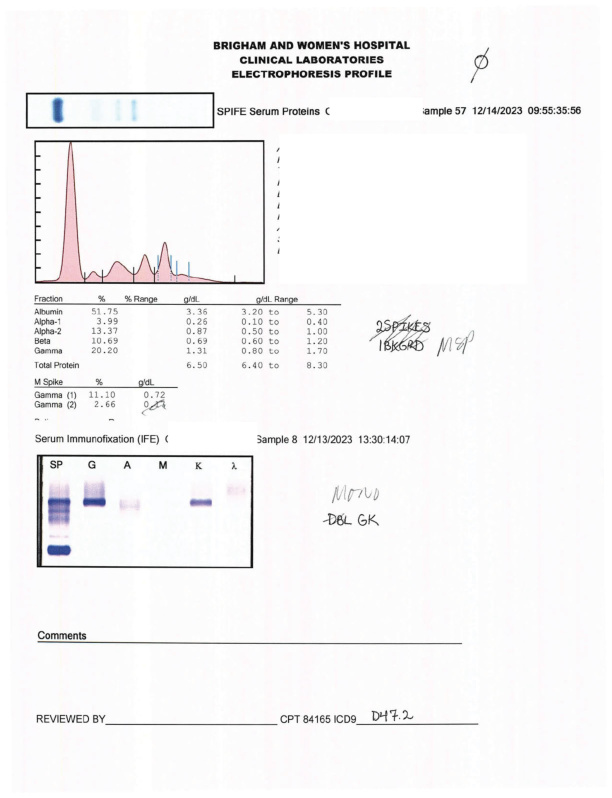 BRIGHAM AND WOMEN'S HOSPITAL
CLINICAL LABORATORIES
ELECTROPHORESIS PROFILE
SPIFE Serum Proteins ample 57 12/14/2023 09:55:35:56
Fraction % % Range g/dL g/dL Range
Albumin 51.75 3.36 3.20 to 5.30
Alpha-1 3.99 0.26 0.10 to 0.40
Alpha-2 13.37 0.87 0.50 to 1.00
Beta 10.69 0.69 0.60 to 1.20
Gamma 20.20 1.31 0.80 to 1.70
2SPIKES
1BKGRD MSP
Total Protein 6.50 6.40 to 8.30
M Spike % g/dL
Gamma (1) 11.10 0.72
Gamma (2) 2.66
Serum Immunofixation (IFE) Sample 8 12/13/2023 13:30:14:07
SP G A M K λ
MONO
DBL GK
Comments
REVIEWED BY CPT 84165 ICD9 D47.2